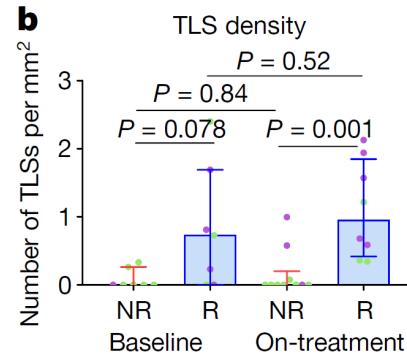 b
TLS density
P = 0.52
P = 0.84
P = 0.078 P = 0.001
Number of TLSs per mm²
3
2
1
0
NR R NR R
Baseline On-treatment